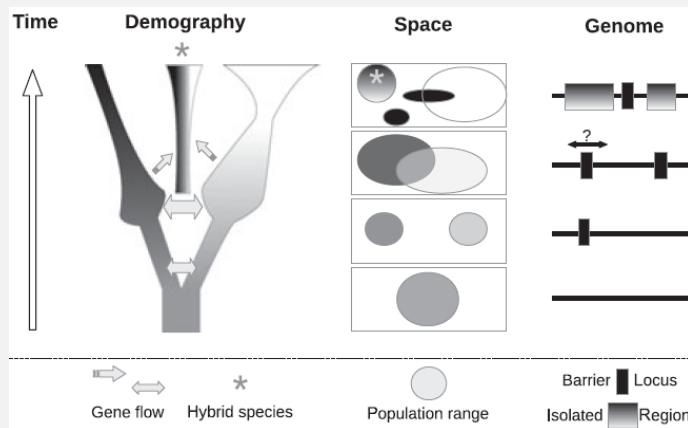 Time Demography Space Genome
*
*
?
Gene flow
*
Hybrid species
Population range
Barrier Locus
Isolated Region